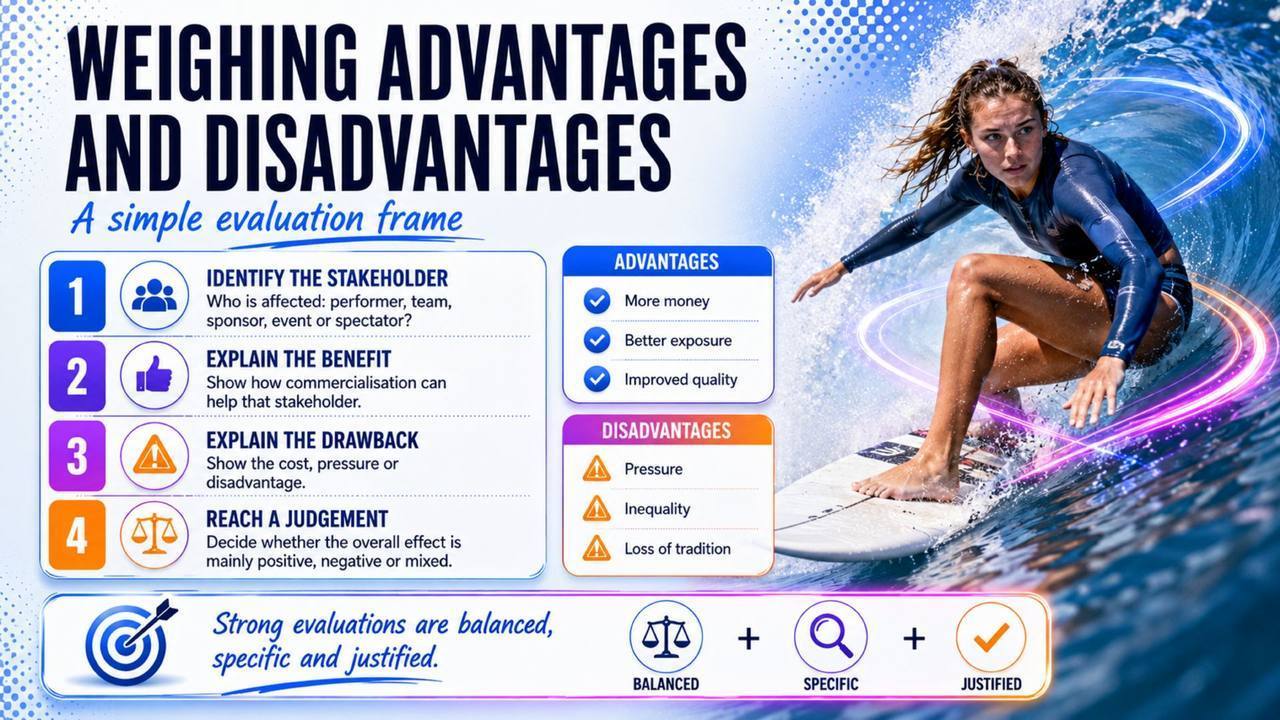 WEIGHING ADVANTAGES
AND DISADVANTAGES
A simple evaluation frame
1
IDENTIFY THE STAKEHOLDER
Who is affected: performer, team,
sponsor, event or spectator?
2
EXPLAIN THE BENEFIT
Show how commercialisation can
help that stakeholder.
3
EXPLAIN THE DRAWBACK
Show the cost, pressure or
disadvantage.
4
REACH A JUDGEMENT
Decide whether the overall effect is
mainly positive, negative or mixed.
ADVANTAGES
More money
Better exposure
Improved quality
DISADVANTAGES
Pressure
Inequality
Loss of tradition
Strong evaluations are balanced,
specific and justified.
BALANCED
+
SPECIFIC
+
JUSTIFIED